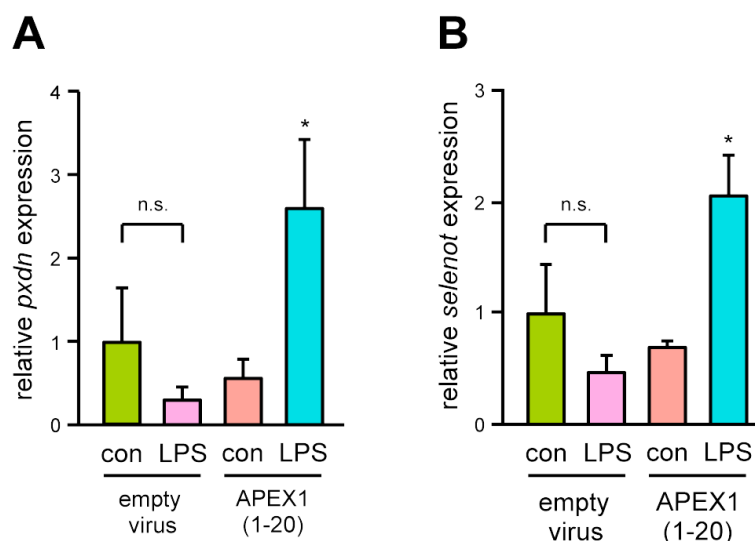 A
relative pxdn expression
4
3
2
1
0
n.s.
*
con LPS con LPS
empty
virus
APEX1
(1-20)
B
relative selenot expression
3
2
1
0
n.s.
*
con LPS con LPS
empty
virus
APEX1
(1-20)